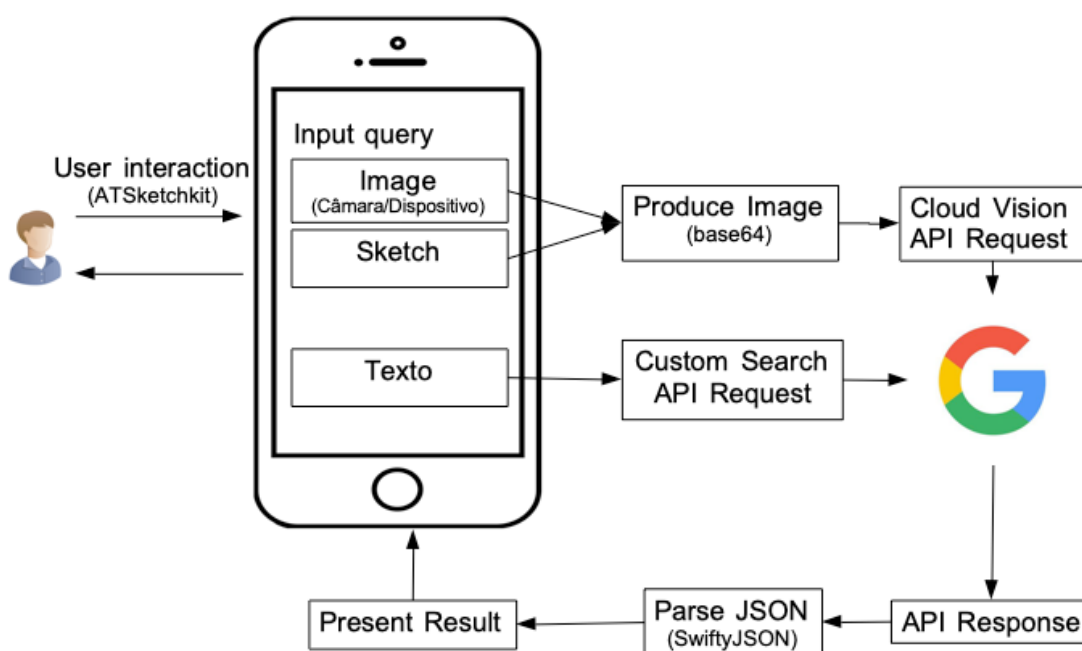 User interaction
(ATSketchkit)
Input query
Image
(Câmara/Dispositivo)
Sketch
Texto
Produce Image
(base64)
Cloud Vision
API Request
Custom Search
API Request
API Response
Parse JSON
(SwiftyJSON)
Present Result